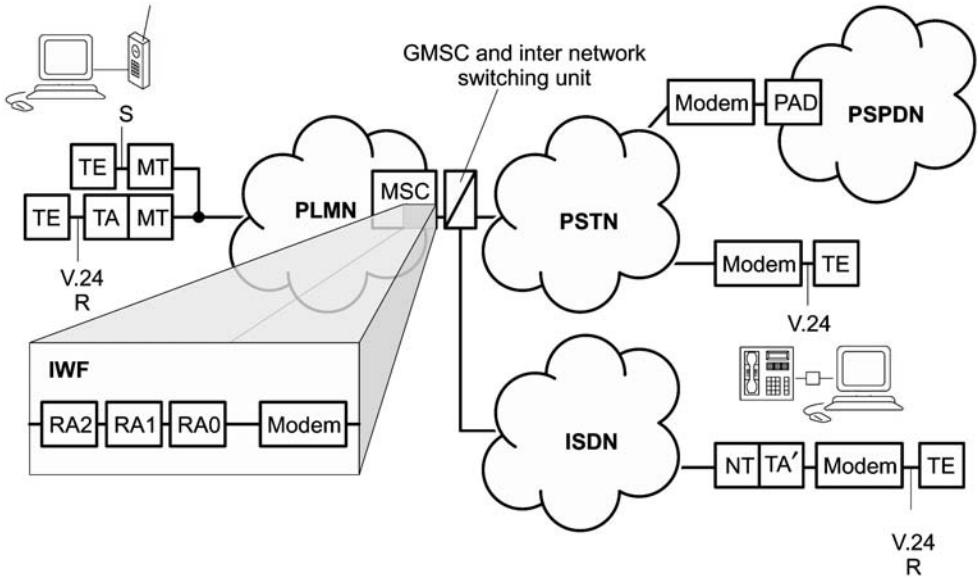 GMSC and inter network
switching unit
Modem
PAD
PSPDN
S
TE
MT
TE
TA
MT
V.24
R
PLMN
MSC
PSTN
Modem
TE
V.24
IWF
RA2
RA1
RA0
Modem
ISDN
NT
TA′
Modem
TE
V.24
R